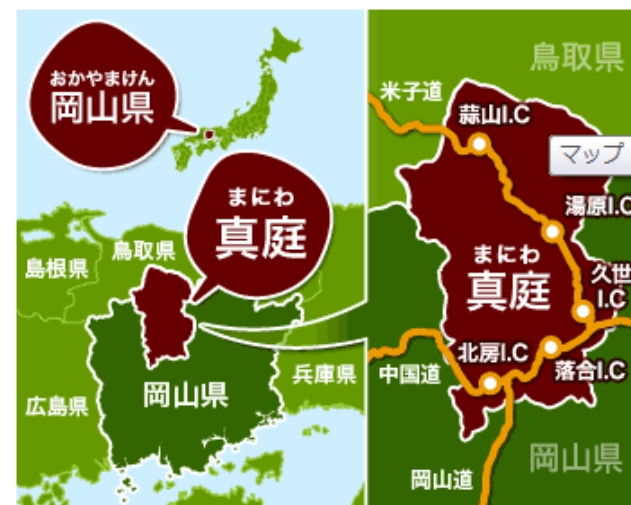 おかやまけん
岡山県
まにわ
真庭
鳥取県
島根県
岡山県
兵庫県
広島県
鳥取県
米子道
蒜山I.C
マップ
湯原I.C
まにわ
真庭
久世
I.C
北房I.C
中国道
落合I.C
岡山県
岡山道